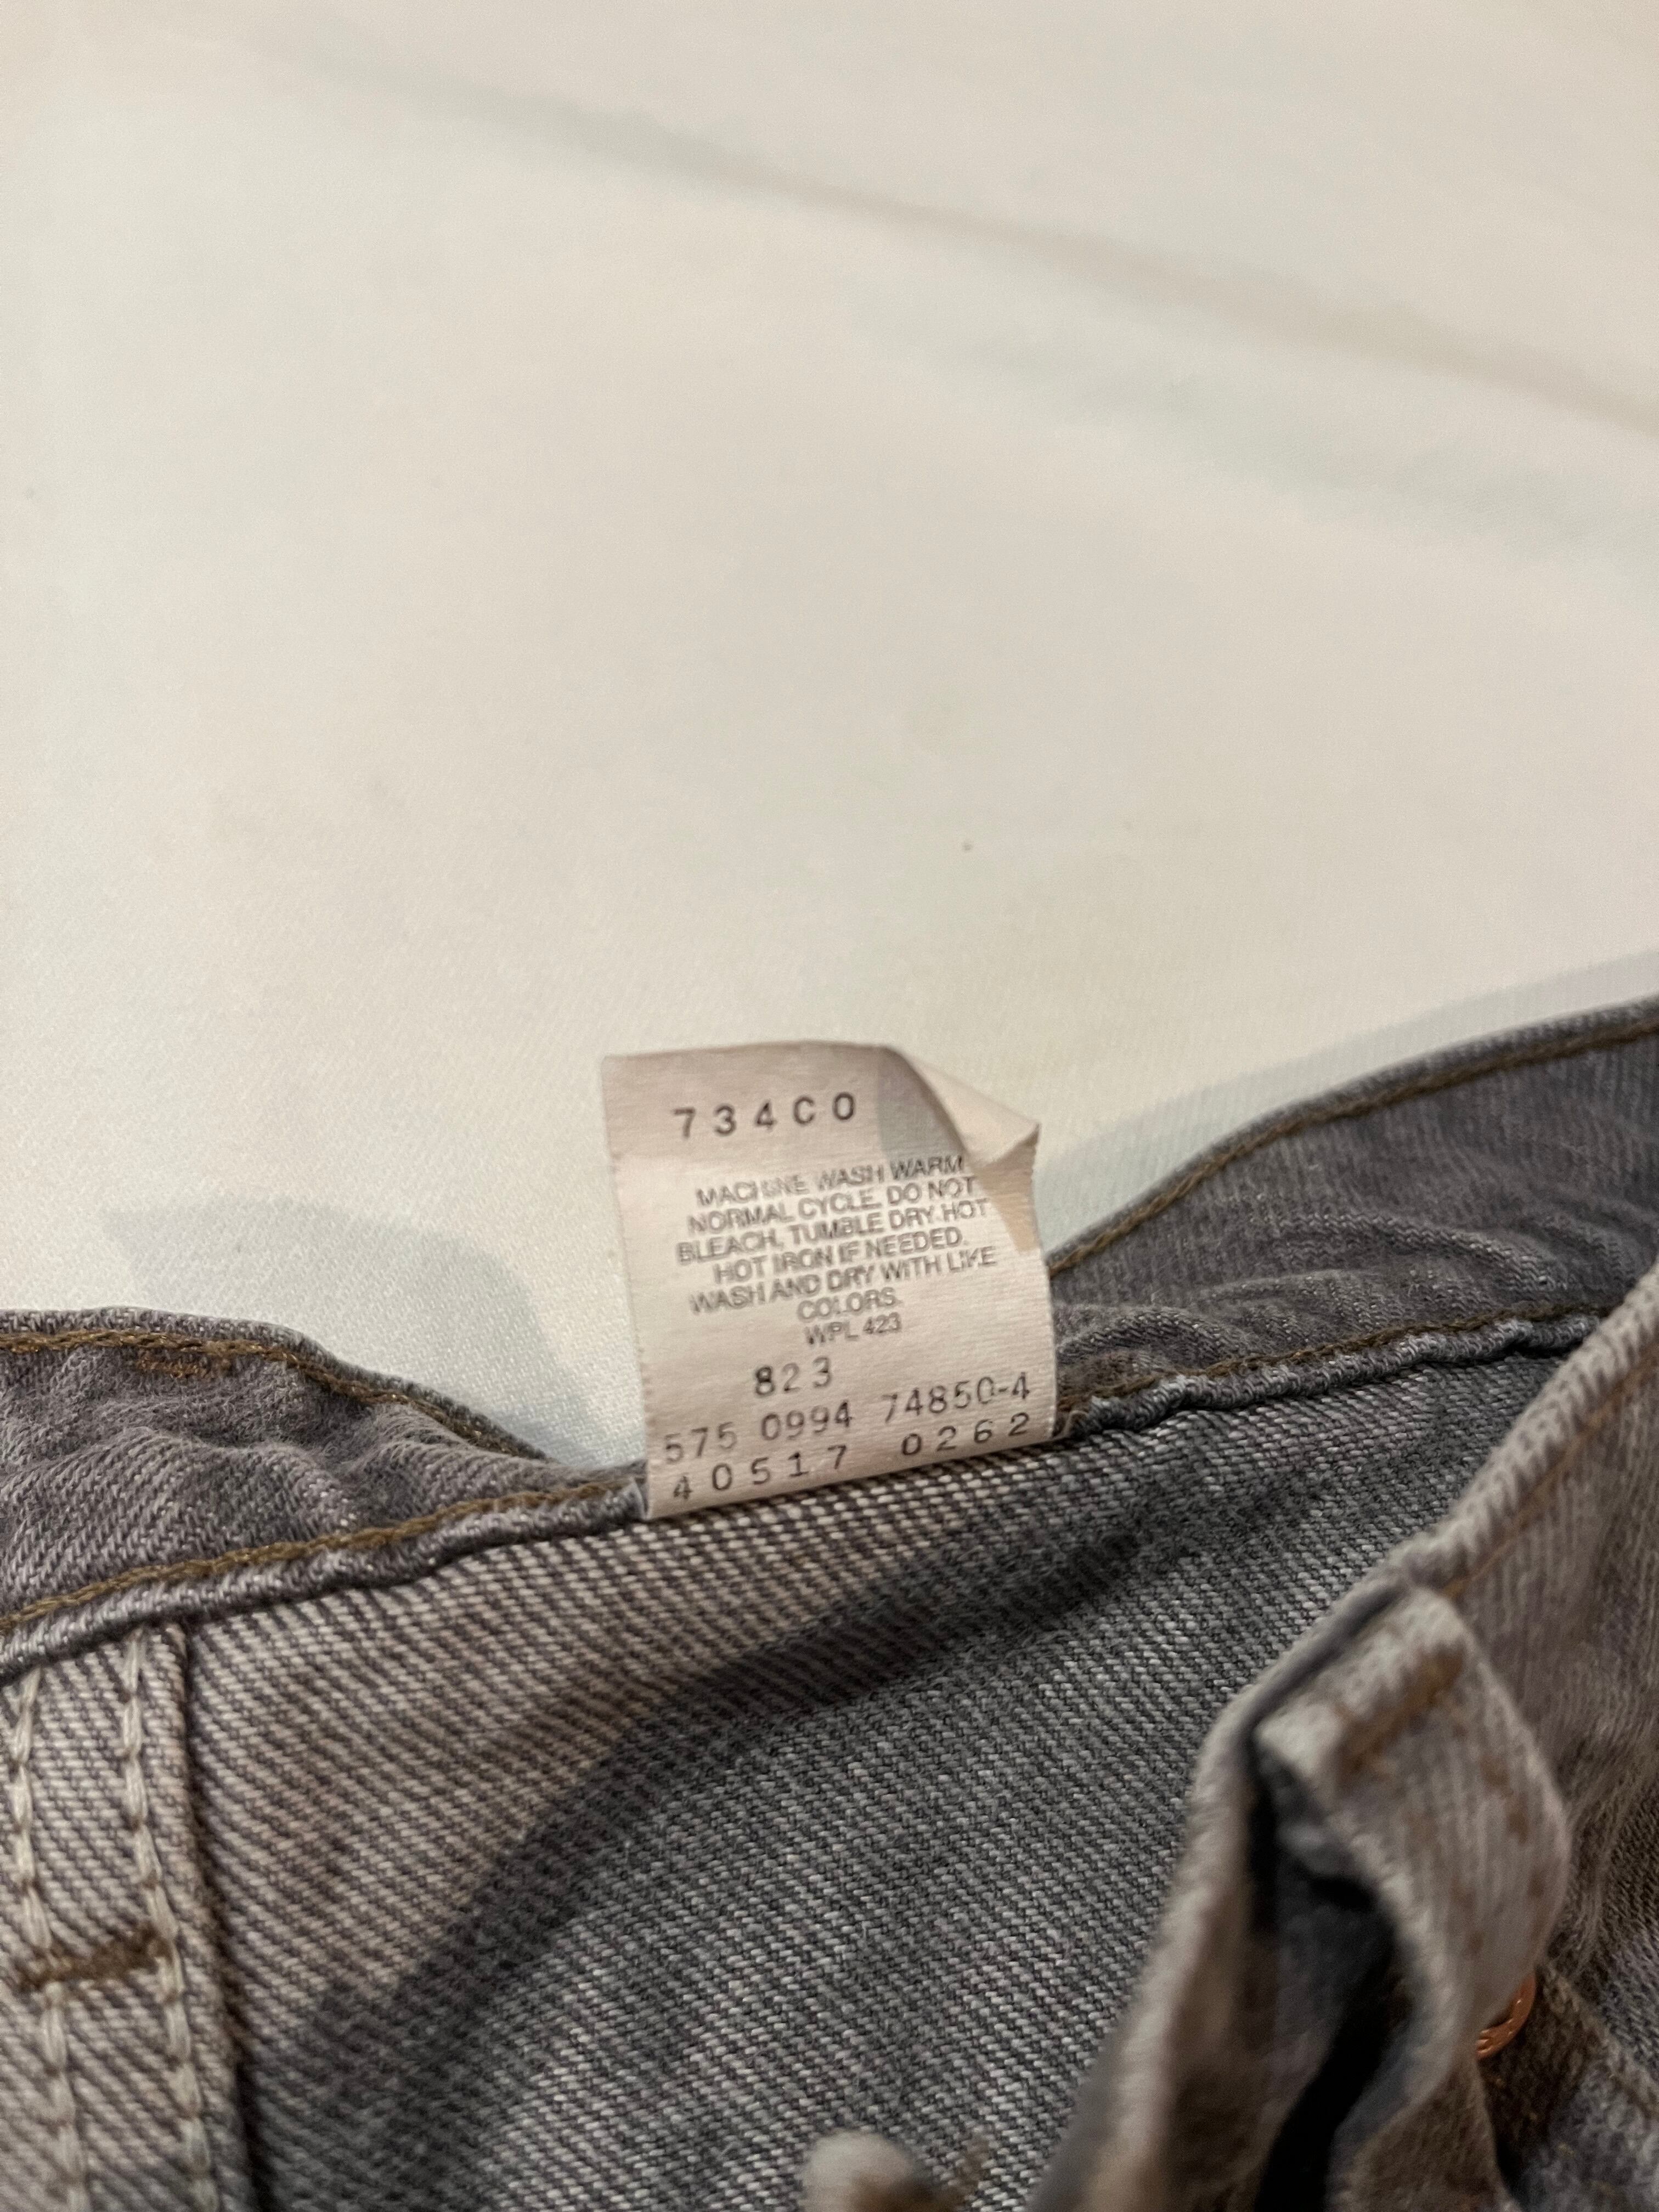 734C0
MACHINE WASH WARM
NORMAL CYCLE. DO NOT
BLEACH, TUMBLE DRY HOT
HOT IRON IF NEEDED.
WASH AND DRY WITH LIKE
COLORS.
WPL 423
823
575 0994 74850-4
40517 0262